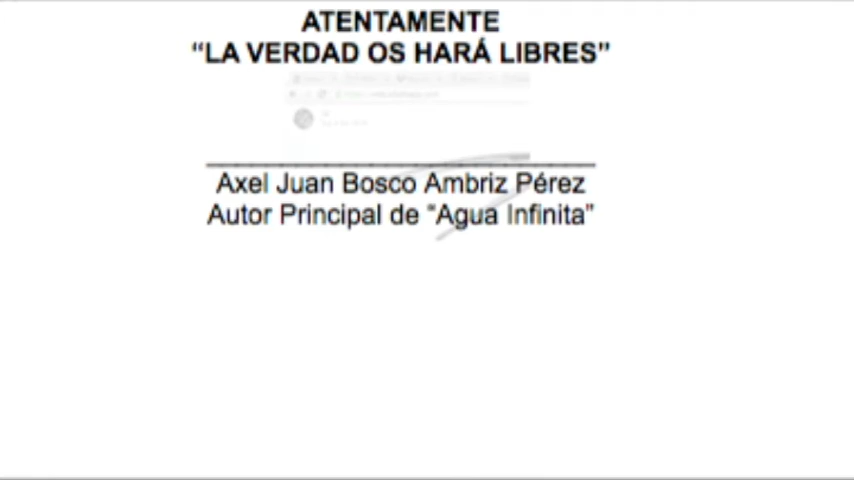 ATENTAMENTE
“LA VERDAD OS HARÁ LIBRES”
Axel Juan Bosco Ambriz Pérez
Autor Principal de “Agua Infinita”